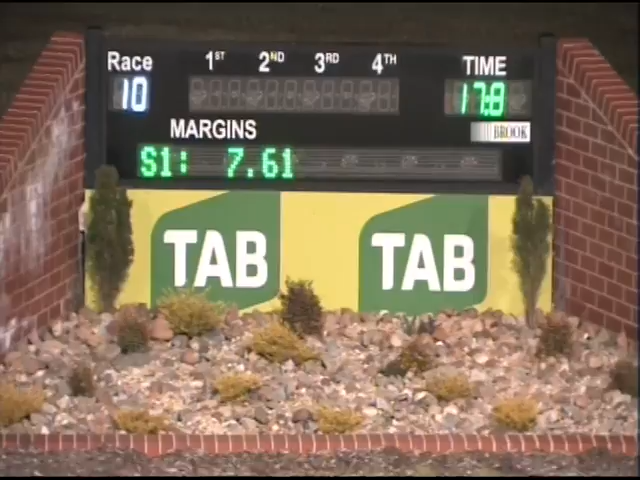 Race 1ST 2ND 3RD 4TH TIME
10 17.8
MARGINS
BROOK
S1: 7.61
TAB TAB